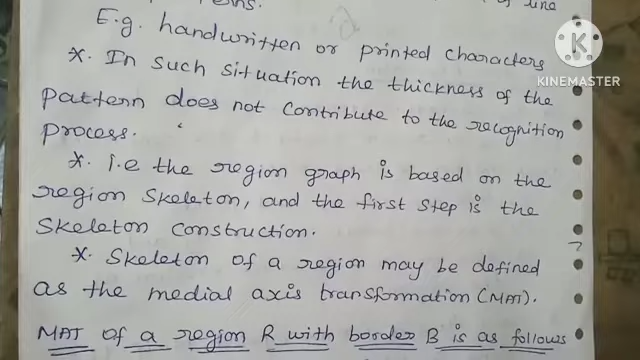 of line
E.g. handwritten or printed characters
*. In such situation the thickness of the
pattern does not contribute to the recognition
process.
*. i.e the region graph is based on the
region skeleton, and the first step is the
skeleton construction.
*. Skeleton of a region may be defined
as the medial axis transformation (MAT).
MAT of a region R with border B is as follows
KINEMASTER